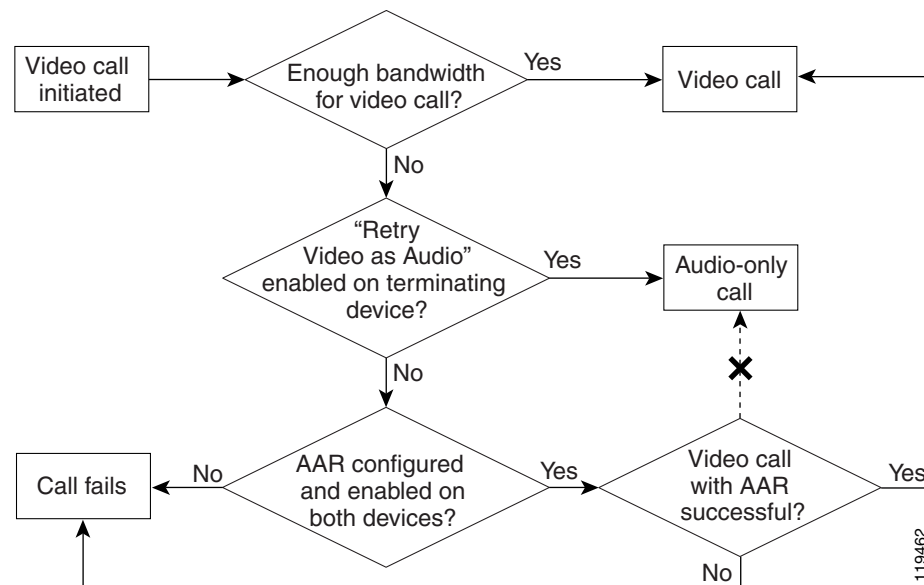 Video call
initiated
Enough bandwidth
for video call?
Yes
Video call
No
“Retry
Video as Audio”
enabled on terminating
device?
Yes
Audio-only
call
No
Call fails
No
AAR configured
and enabled on
both devices?
Yes
Video call
with AAR
successful?
Yes
No
119462